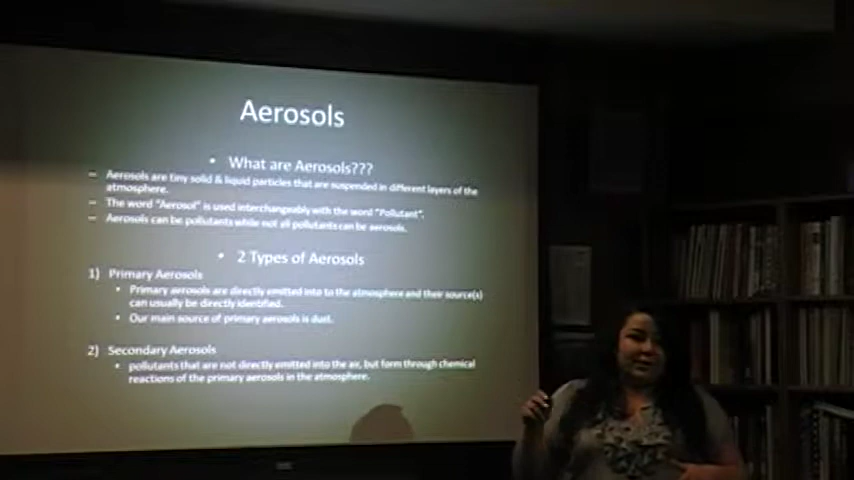 Aerosols
• What are Aerosols???
– Aerosols are tiny solid & liquid particles that are suspended in different layers of the
atmosphere.
– The word "Aerosol" is used interchangeably with the word "Pollutant".
– Aerosols can be pollutants while not all pollutants can be aerosols.
• 2 Types of Aerosols
1) Primary Aerosols
• Primary aerosols are directly emitted into to the atmosphere and their source(s)
can usually be directly identified.
• Our main source of primary aerosols is dust.
2) Secondary Aerosols
• pollutants that are not directly emitted into the air, but form through chemical
reactions of the primary aerosols in the atmosphere.